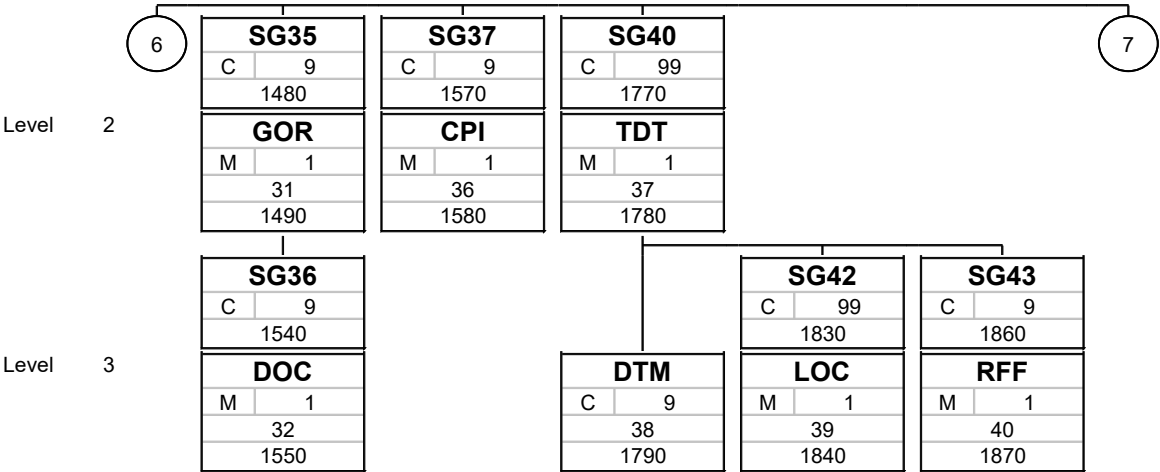 6
7
SG35
C 9
1480
SG37
C 9
1570
SG40
C 99
1770
Level 2
GOR
M 1
31
1490
CPI
M 1
36
1580
TDT
M 1
37
1780
SG36
C 9
1540
SG42
C 99
1830
SG43
C 9
1860
Level 3
DOC
M 1
32
1550
DTM
C 9
38
1790
LOC
M 1
39
1840
RFF
M 1
40
1870